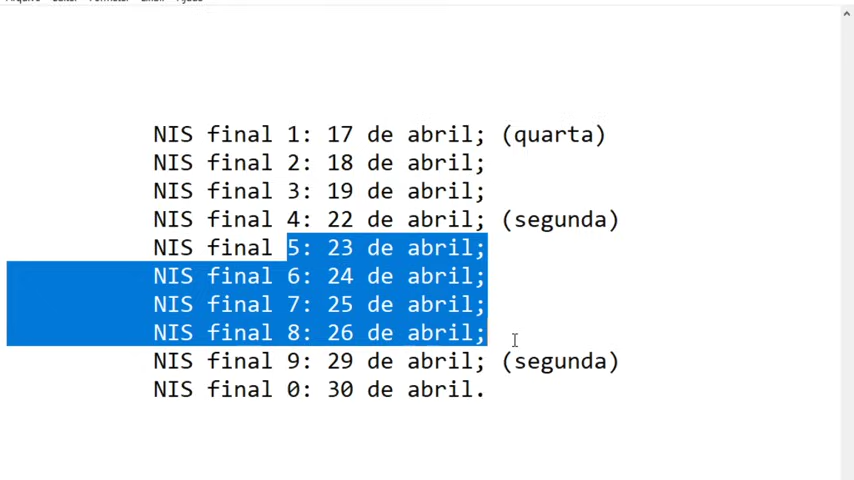 NIS final 1: 17 de abril; (quarta)
NIS final 2: 18 de abril;
NIS final 3: 19 de abril;
NIS final 4: 22 de abril; (segunda)
NIS final 5: 23 de abril;
NIS final 6: 24 de abril;
NIS final 7: 25 de abril;
NIS final 8: 26 de abril;
NIS final 9: 29 de abril; (segunda)
NIS final 0: 30 de abril.